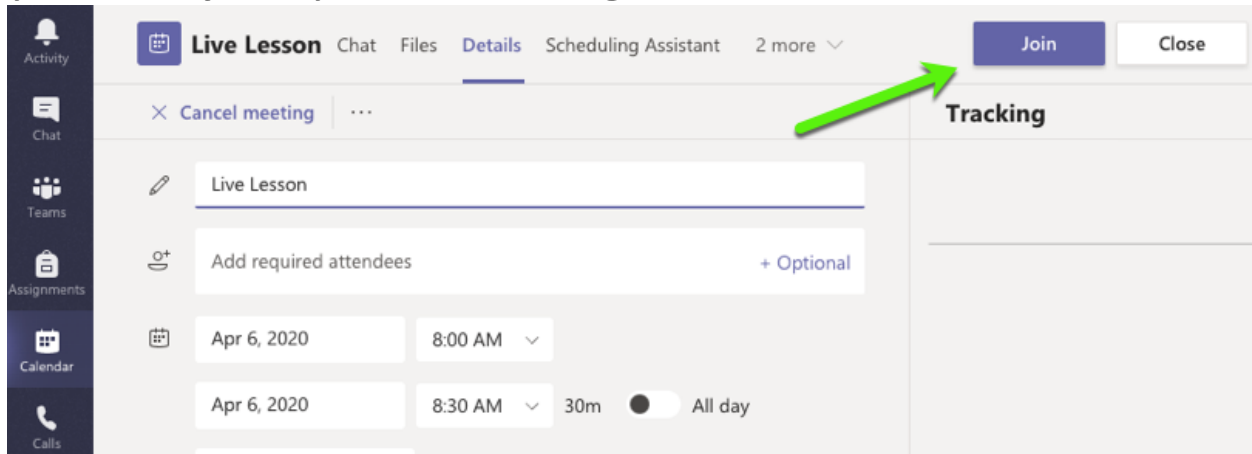 Activity
Chat
Teams
Assignments
Calendar
Calls
Live Lesson Chat Files Details Scheduling Assistant 2 more
Join Close
Cancel meeting ...
Tracking
Live Lesson
Add required attendees + Optional
Apr 6, 2020 8:00 AM
Apr 6, 2020 8:30 AM 30m All day